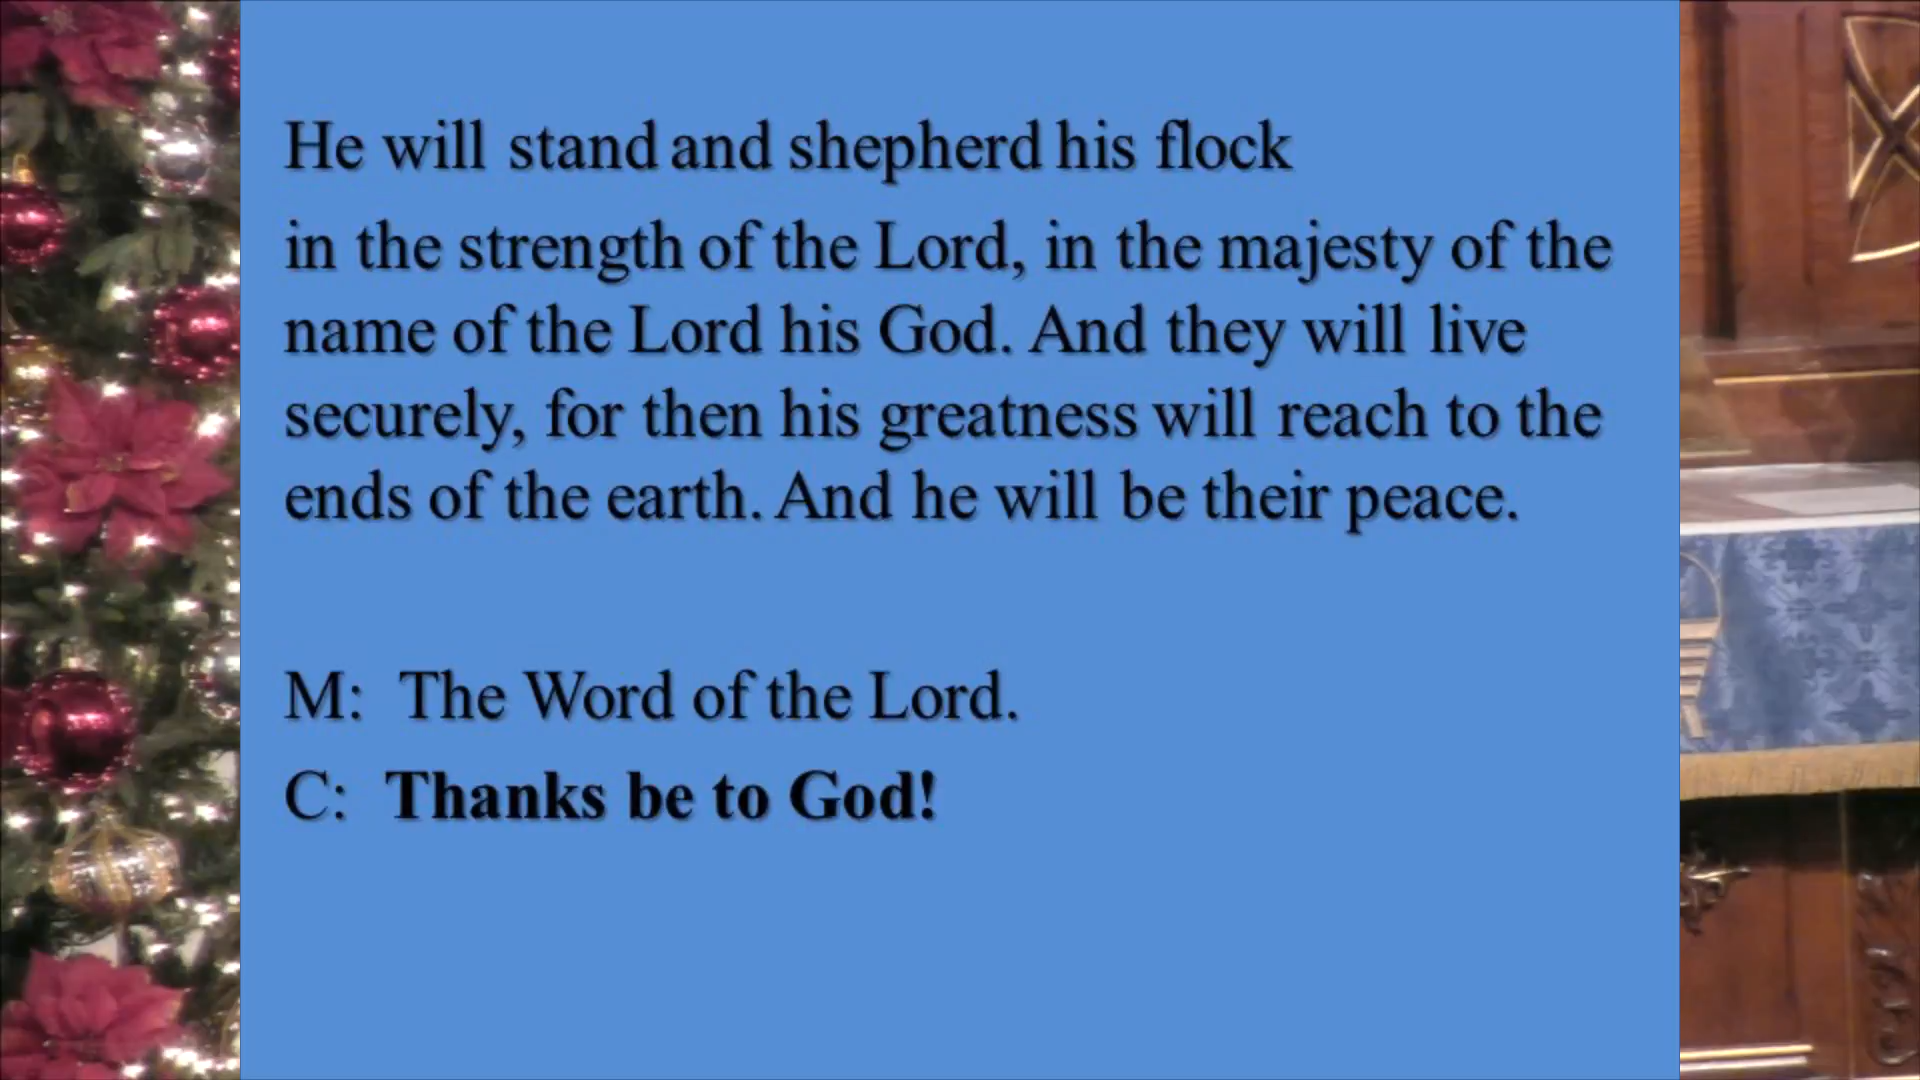 He will stand and shepherd his flock
in the strength of the Lord, in the majesty of the
name of the Lord his God. And they will live
securely, for then his greatness will reach to the
ends of the earth. And he will be their peace.
M: The Word of the Lord.
C: Thanks be to God!